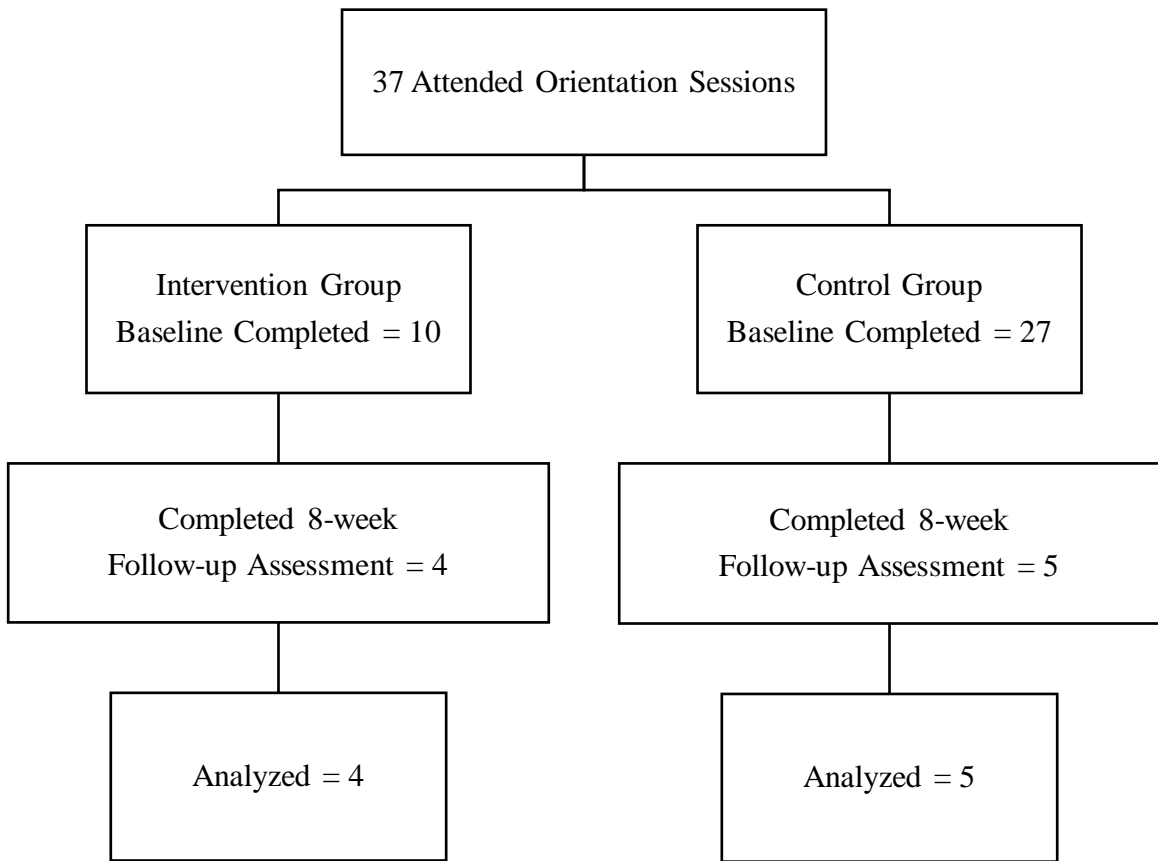 37 Attended Orientation Sessions
Intervention Group
Baseline Completed = 10
Control Group
Baseline Completed = 27
Completed 8-week
Follow-up Assessment = 4
Completed 8-week
Follow-up Assessment = 5
Analyzed = 4
Analyzed = 5